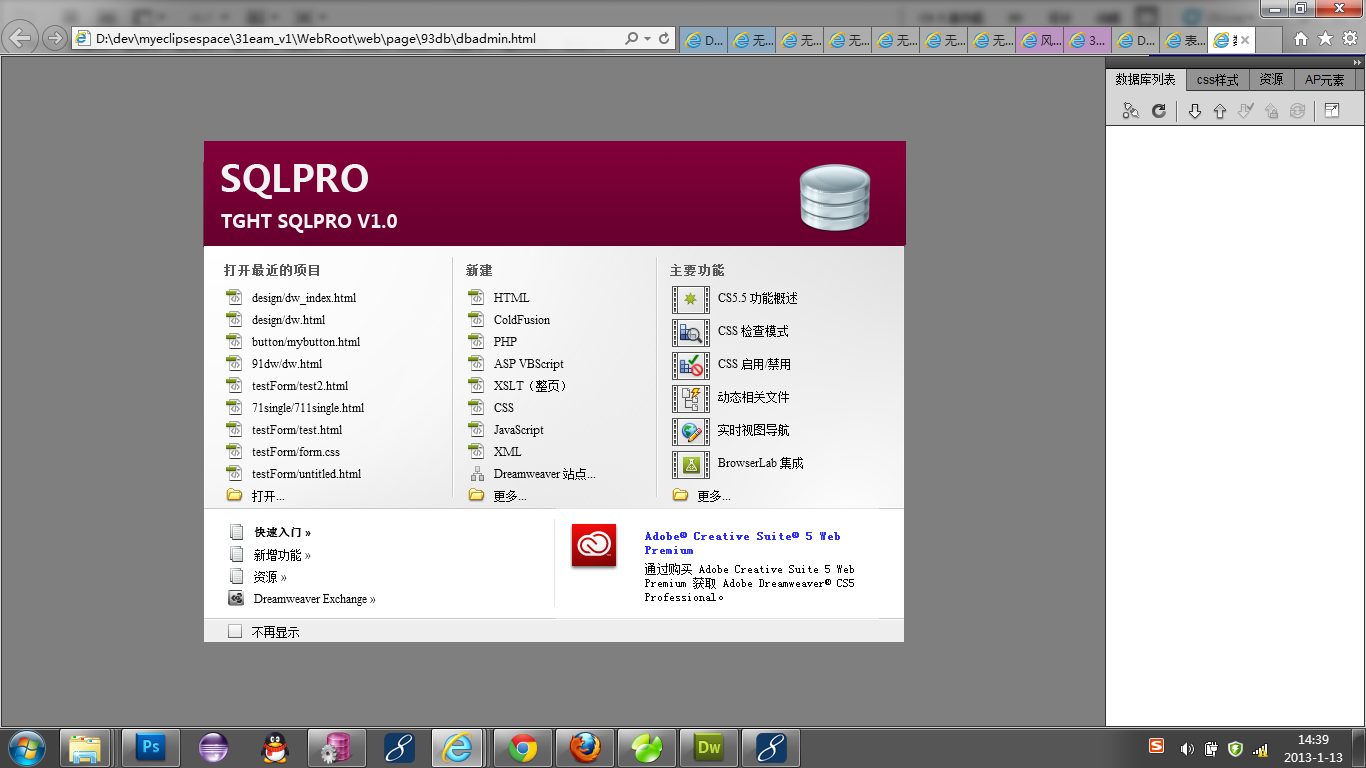 D:\dev\myeclipsespace\31eam_v1\WebRoot\web\page\93db\dbadmin.html
D...
无...
无...
无...
无...
无...
无...
风...
3...
D...
表...
数据库列表
css样式
资源
AP元素
SQLPRO
TGHT SQLPRO V1.0
打开最近的项目
design/dw_index.html
design/dw.html
button/mybutton.html
91dw/dw.html
testForm/test2.html
71single/711single.html
testForm/test.html
testForm/form.css
testForm/untitled.html
打开...
新建
HTML
ColdFusion
PHP
ASP VBScript
XSLT（整页）
CSS
JavaScript
XML
Dreamweaver 站点...
更多...
主要功能
CS5.5 功能概述
CSS 检查模式
CSS 启用/禁用
动态相关文件
实时视图导航
BrowserLab 集成
更多...
快速入门 »
新增功能 »
资源 »
Dreamweaver Exchange »
Adobe® Creative Suite® 5 Web
Premium
通过购买 Adobe Creative Suite 5 Web
Premium 获取 Adobe Dreamweaver® CS5
Professional。
不再显示
Ps
Dw
S
14:39
2013-1-13